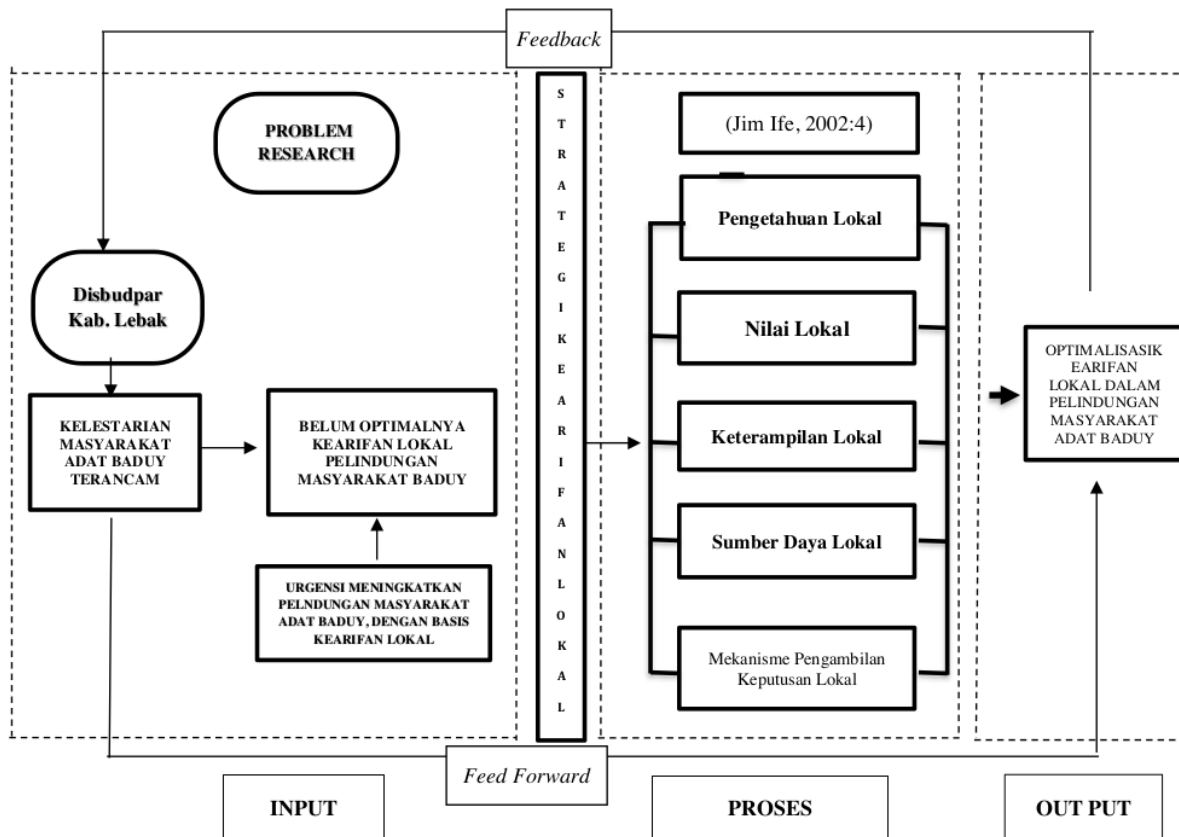 Feedback
PROBLEM
RESEARCH
Disbudpar
Kab. Lebak
KELESTARIAN
MASYARAKAT
ADAT BADUY
TERANCAM
BELUM OPTIMALNYA
KEARIFAN LOKAL
PELINDUNGAN
MASYARAKAT BADUY
URGENSI MENINGKATKAN
PELNDUNGAN MASYARAKAT
ADAT BADUY, DENGAN BASIS
KEARIFAN LOKAL
S
T
R
A
T
E
G
I
K
E
A
R
I
F
A
N
L
O
K
A
L
(Jim Ife, 2002:4)
Pengetahuan Lokal
Nilai Lokal
Keterampilan Lokal
Sumber Daya Lokal
Mekanisme Pengambilan
Keputusan Lokal
OPTIMALISASIK
EARIFAN
LOKAL DALAM
PELINDUNGAN
MASYARAKAT
ADAT BADUY
Feed Forward
INPUT
PROSES
OUT PUT